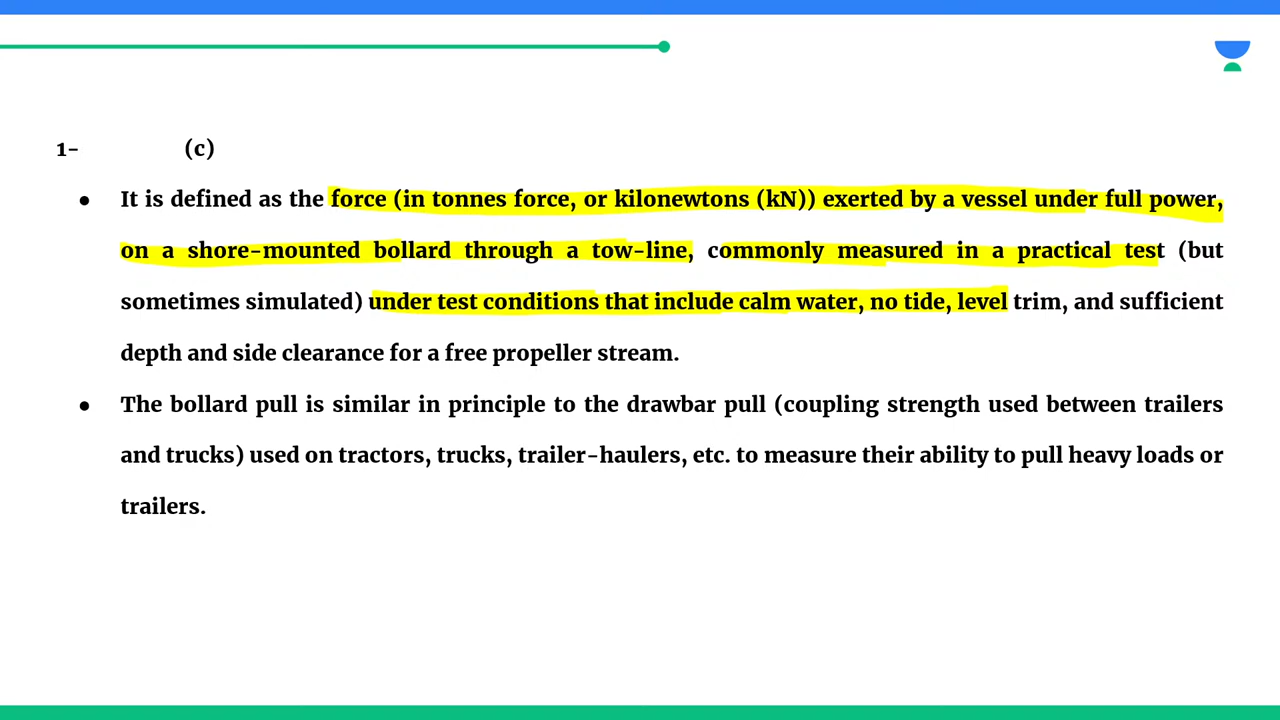 1- (c)
● It is defined as the force (in tonnes force, or kilonewtons (kN)) exerted by a vessel under full power,
on a shore-mounted bollard through a tow-line, commonly measured in a practical test (but
sometimes simulated) under test conditions that include calm water, no tide, level trim, and sufficient
depth and side clearance for a free propeller stream.
● The bollard pull is similar in principle to the drawbar pull (coupling strength used between trailers
and trucks) used on tractors, trucks, trailer-haulers, etc. to measure their ability to pull heavy loads or
trailers.